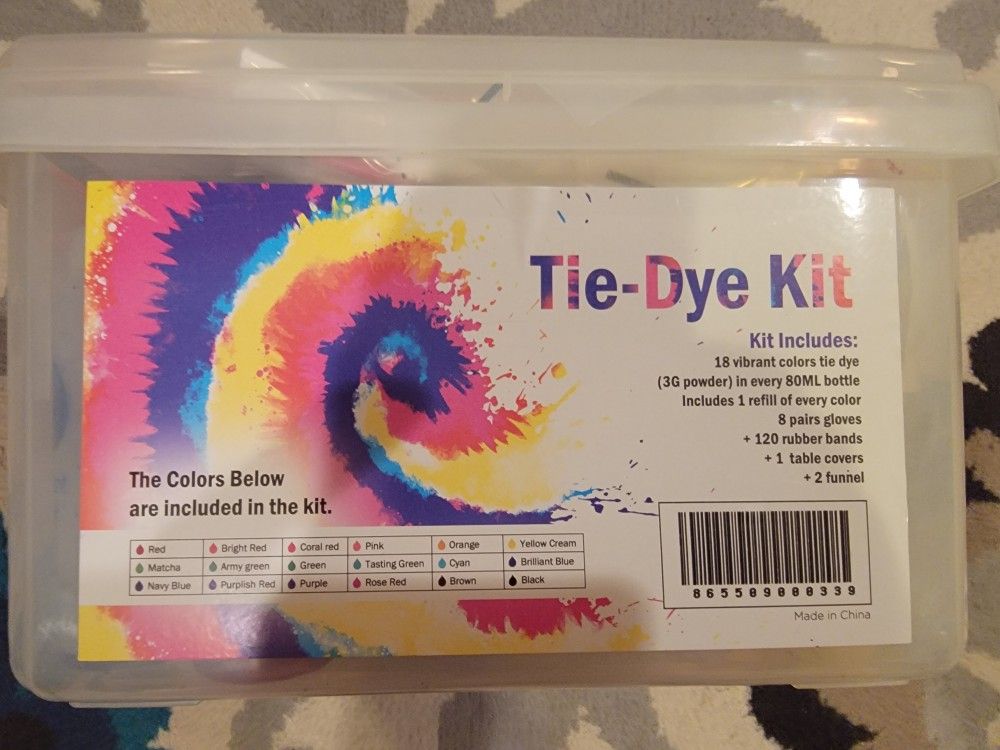 Tie-Dye Kit
Kit Includes:
18 vibrant colors tie dye
(3G powder) in every 80ML bottle
Includes 1 refill of every color
8 pairs gloves
+ 120 rubber bands
+ 1 table covers
+ 2 funnel
The Colors Below
are included in the kit.
Red Bright Red Coral red Pink Orange Yellow Cream
Matcha Army green Green Tasting Green Cyan Brilliant Blue
Navy Blue Purplish Red Purple Rose Red Brown Black
865509000339
Made in China